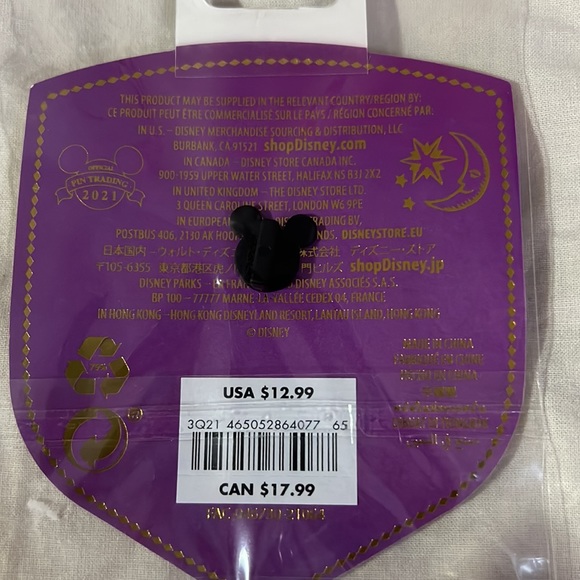 THIS PRODUCT MAY BE SUPPLIED IN THE RELEVANT COUNTRY/REGION BY:
CE PRODUIT PEUT ÊTRE COMMERCIALISÉ SUR LE PAYS / RÉGION CONCERNÉ PAR:
IN U.S. - DISNEY MERCHANDISE SOURCING & DISTRIBUTION, LLC
BURBANK, CA 91521 shopDisney.com
IN CANADA - DISNEY STORE CANADA INC.
900-1959 UPPER WATER STREET, HALIFAX NS B3J 2X2
IN UNITED KINGDOM - THE DISNEY STORE LTD.
3 QUEEN CAROLINE STREET, LONDON W6 9PE
IN EUROPEAN TRADING BV,
POSTBUS 406, 2130 AK DISNEYSTORE.EU
日本国内-ウォルト・ディズ 株式会社 ディズニー・ストア
〒105-6355 東京都港区虎ノ 門ヒルズ shopDisney.jp
DISNEY PARKS - DISNEY ASSOCIÉS S.A.S.
BP 100 - 77777 MARNE-LA-VALLÉE CEDEX 04, FRANCE
IN HONG KONG - HONG KONG DISNEYLAND RESORT, LANTAU ISLAND, HONG KONG
© DISNEY
OFFICIAL
PIN TRADING
2021
MADE IN CHINA
USA $12.99
3Q21 465052864077 65
CAN $17.99